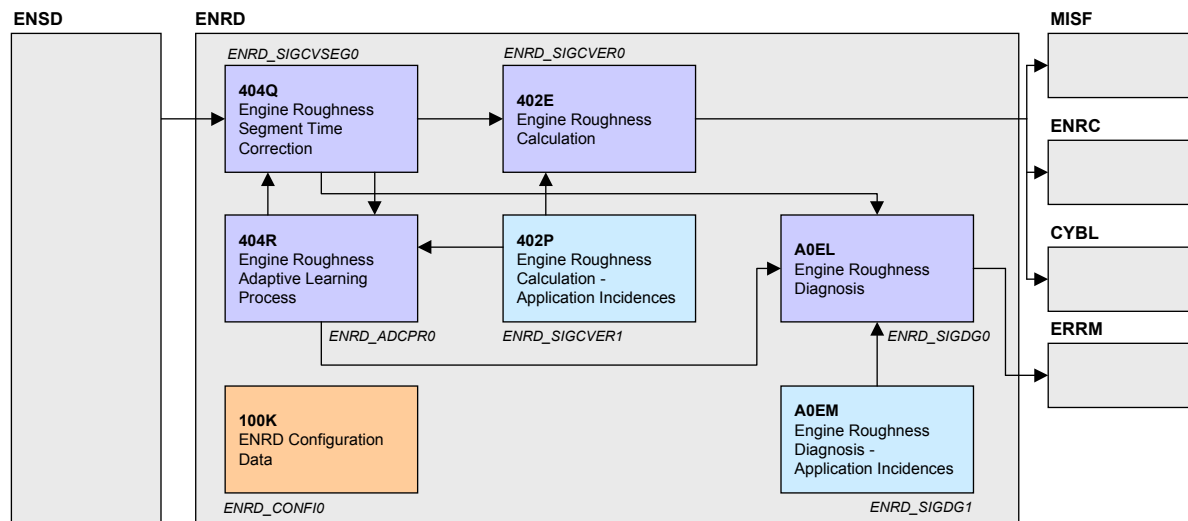 ENSD
ENRD
MISF
ENRD_SIGCVSEG0
ENRD_SIGCVER0
404Q
Engine Roughness
Segment Time
Correction
402E
Engine Roughness
Calculation
ENRC
404R
Engine Roughness
Adaptive Learning
Process
402P
Engine Roughness
Calculation -
Application Incidences
A0EL
Engine Roughness
Diagnosis
CYBL
ENRD_ADCPR0
ENRD_SIGCVER1
ENRD_SIGDG0
ERRM
100K
ENRD Configuration
Data
A0EM
Engine Roughness
Diagnosis -
Application Incidences
ENRD_CONFI0
ENRD_SIGDG1